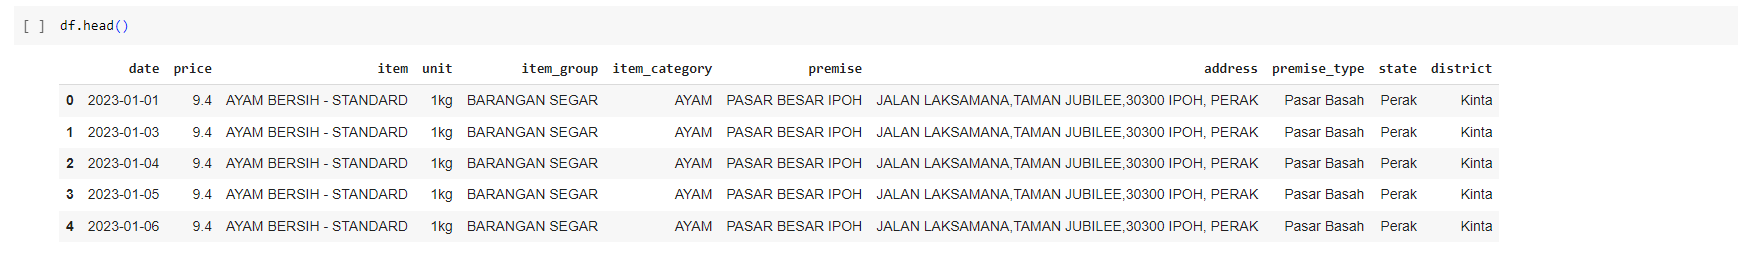 [ ] df.head()
date price item unit item_group item_category premise address premise_type state district
0 2023-01-01 9.4 AYAM BERSIH - STANDARD 1kg BARANGAN SEGAR AYAM PASAR BESAR IPOH JALAN LAKSAMANA,TAMAN JUBILEE,30300 IPOH, PERAK Pasar Basah Perak Kinta
1 2023-01-03 9.4 AYAM BERSIH - STANDARD 1kg BARANGAN SEGAR AYAM PASAR BESAR IPOH JALAN LAKSAMANA,TAMAN JUBILEE,30300 IPOH, PERAK Pasar Basah Perak Kinta
2 2023-01-04 9.4 AYAM BERSIH - STANDARD 1kg BARANGAN SEGAR AYAM PASAR BESAR IPOH JALAN LAKSAMANA,TAMAN JUBILEE,30300 IPOH, PERAK Pasar Basah Perak Kinta
3 2023-01-05 9.4 AYAM BERSIH - STANDARD 1kg BARANGAN SEGAR AYAM PASAR BESAR IPOH JALAN LAKSAMANA,TAMAN JUBILEE,30300 IPOH, PERAK Pasar Basah Perak Kinta
4 2023-01-06 9.4 AYAM BERSIH - STANDARD 1kg BARANGAN SEGAR AYAM PASAR BESAR IPOH JALAN LAKSAMANA,TAMAN JUBILEE,30300 IPOH, PERAK Pasar Basah Perak Kinta